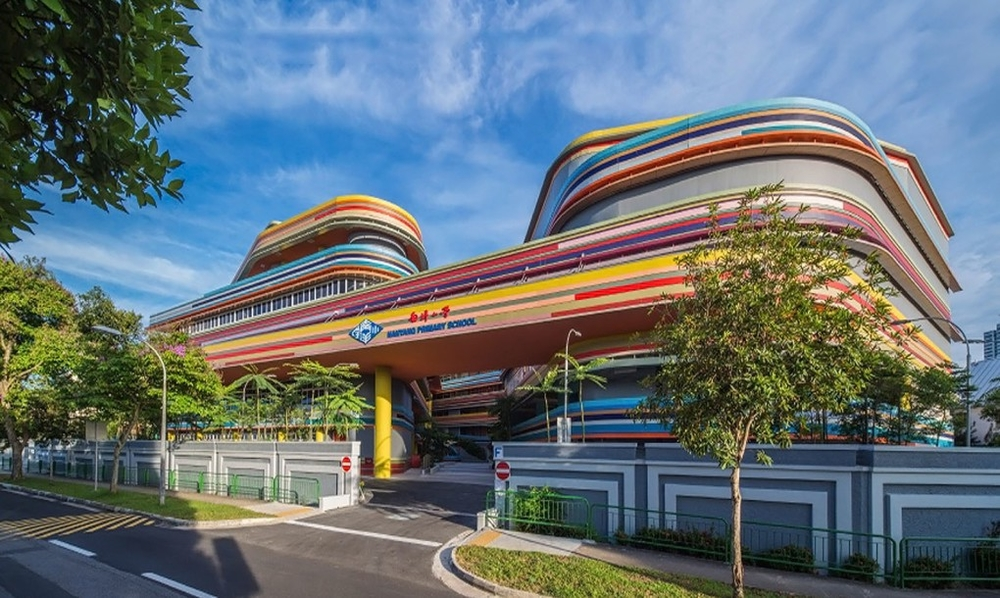 南洋小学
NANYANG PRIMARY SCHOOL
F